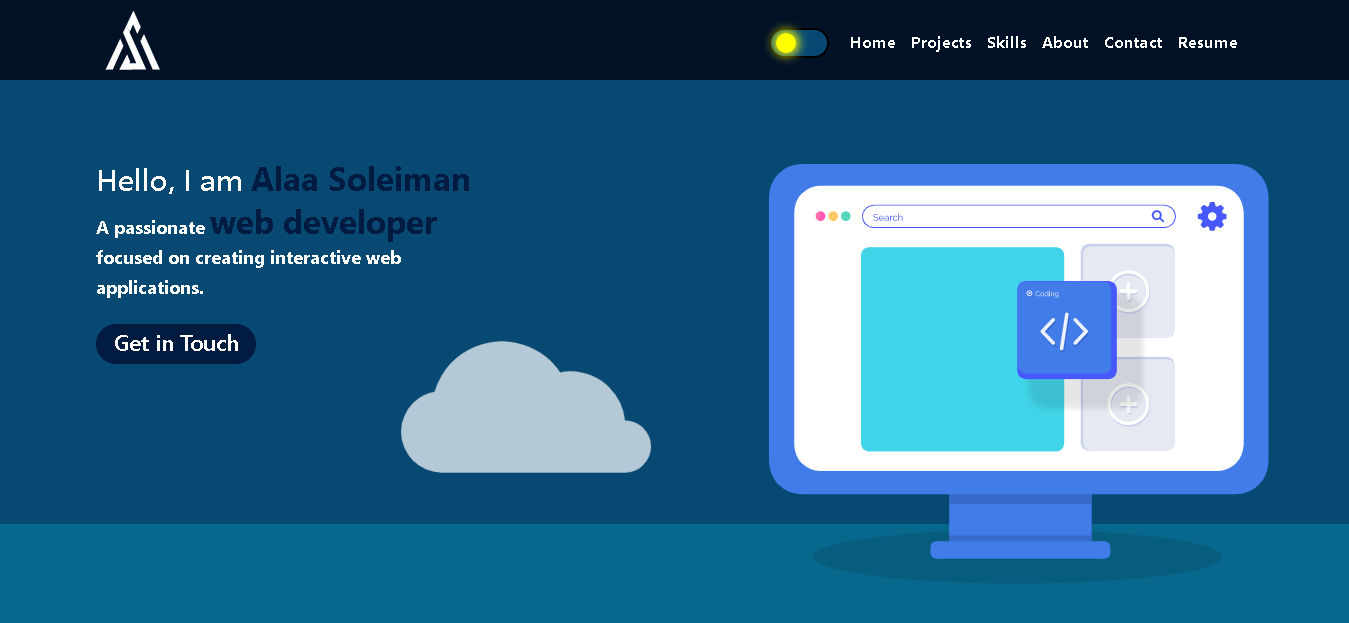 Home Projects Skills About Contact Resume
Hello, I am Alaa Soleiman
A passionate web developer
focused on creating interactive web
applications.
Get in Touch
Search
Coding